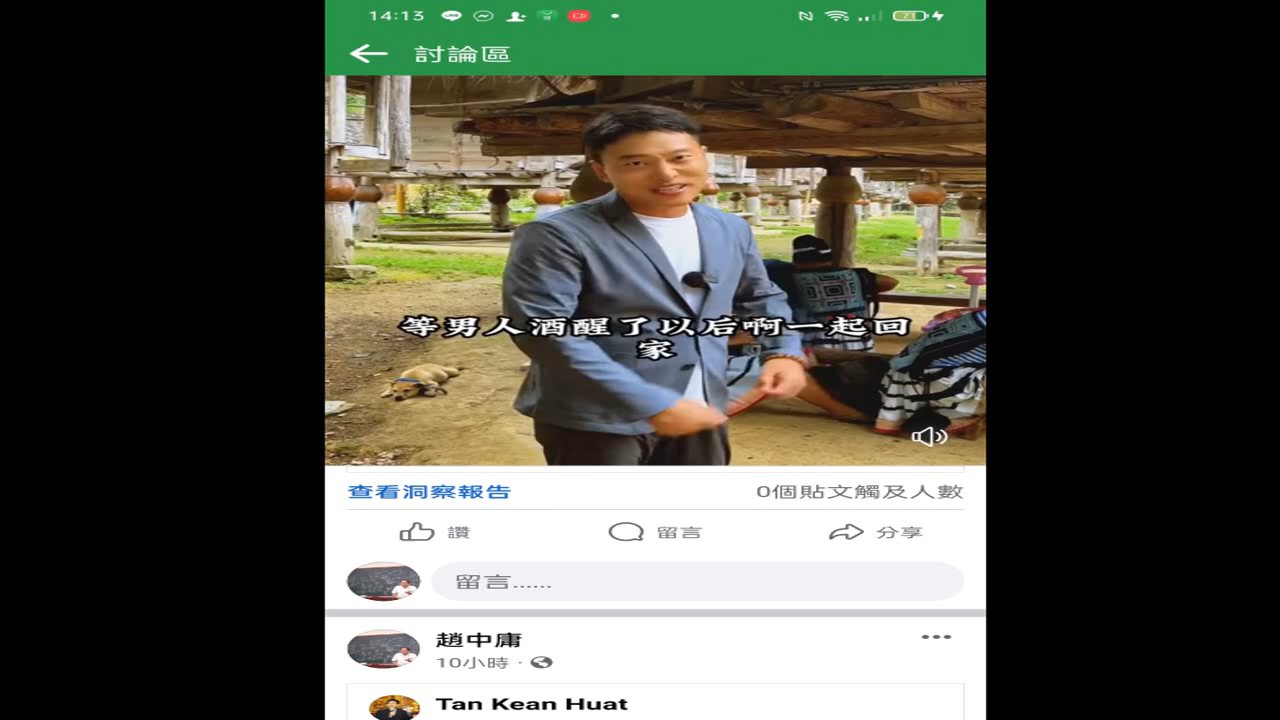 14:13
71
討論區
等男人酒醒了以后啊一起回
家
查看洞察報告
0個貼文觸及人數
讚
留言
分享
留言......
趙中庸
10小時 ·
Tan Kean Huat